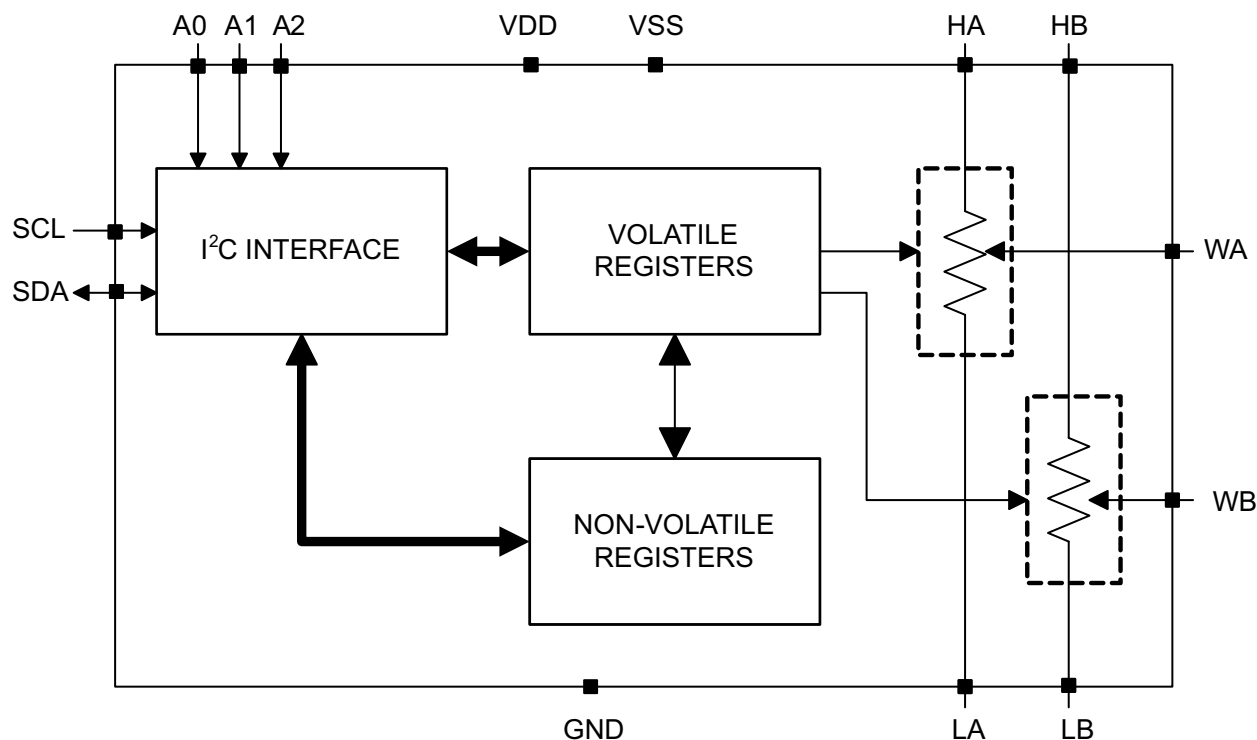 A0 A1 A2 VDD VSS HA HB
SCL
SDA
I²C INTERFACE
VOLATILE
REGISTERS
WA
NON-VOLATILE
REGISTERS
WB
GND LA LB